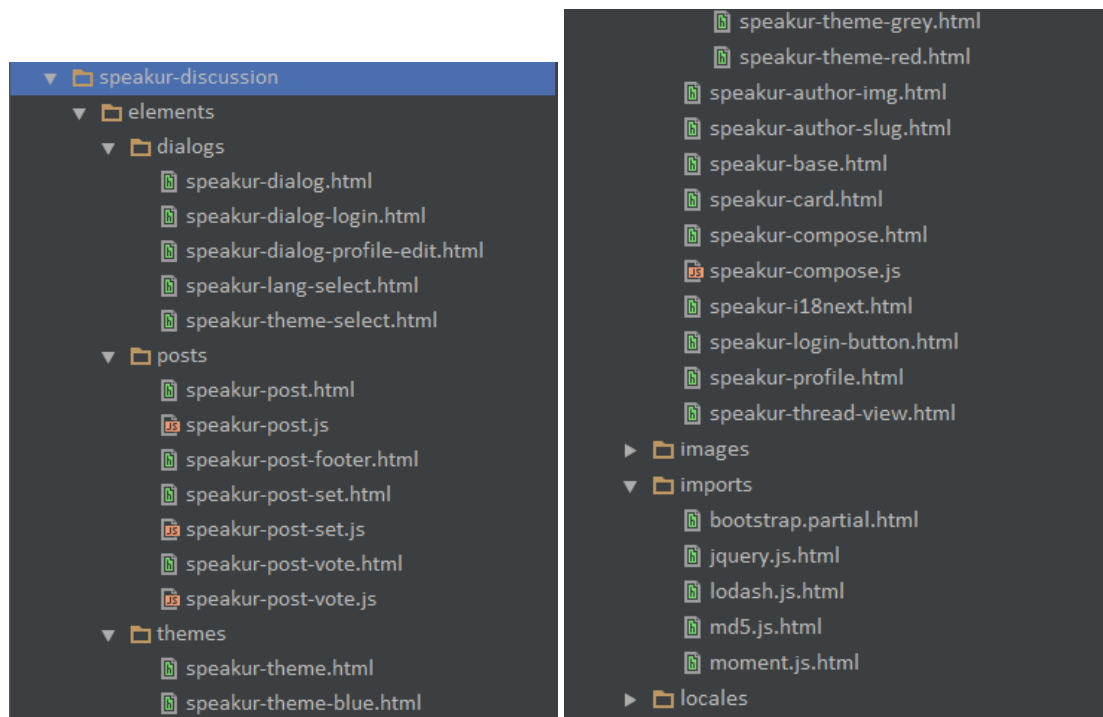 speakur-discussion
elements
dialogs
speakur-dialog.html
speakur-dialog-login.html
speakur-dialog-profile-edit.html
speakur-lang-select.html
speakur-theme-select.html
posts
speakur-post.html
speakur-post.js
speakur-post-footer.html
speakur-post-set.html
speakur-post-set.js
speakur-post-vote.html
speakur-post-vote.js
themes
speakur-theme.html
speakur-theme-blue.html
speakur-theme-grey.html
speakur-theme-red.html
speakur-author-img.html
speakur-author-slug.html
speakur-base.html
speakur-card.html
speakur-compose.html
speakur-compose.js
speakur-i18next.html
speakur-login-button.html
speakur-profile.html
speakur-thread-view.html
images
imports
bootstrap.partial.html
jquery.js.html
lodash.js.html
md5.js.html
moment.js.html
locales